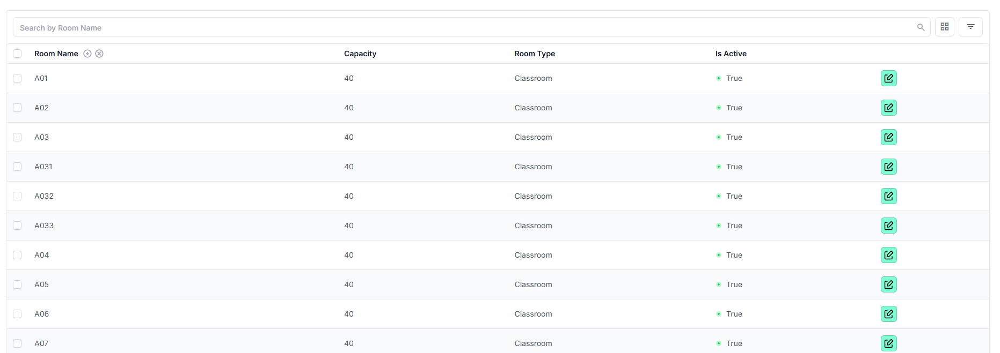 Search by Room Name
Room Name Capacity Room Type Is Active
A01 40 Classroom True
A02 40 Classroom True
A03 40 Classroom True
A031 40 Classroom True
A032 40 Classroom True
A033 40 Classroom True
A04 40 Classroom True
A05 40 Classroom True
A06 40 Classroom True
A07 40 Classroom True